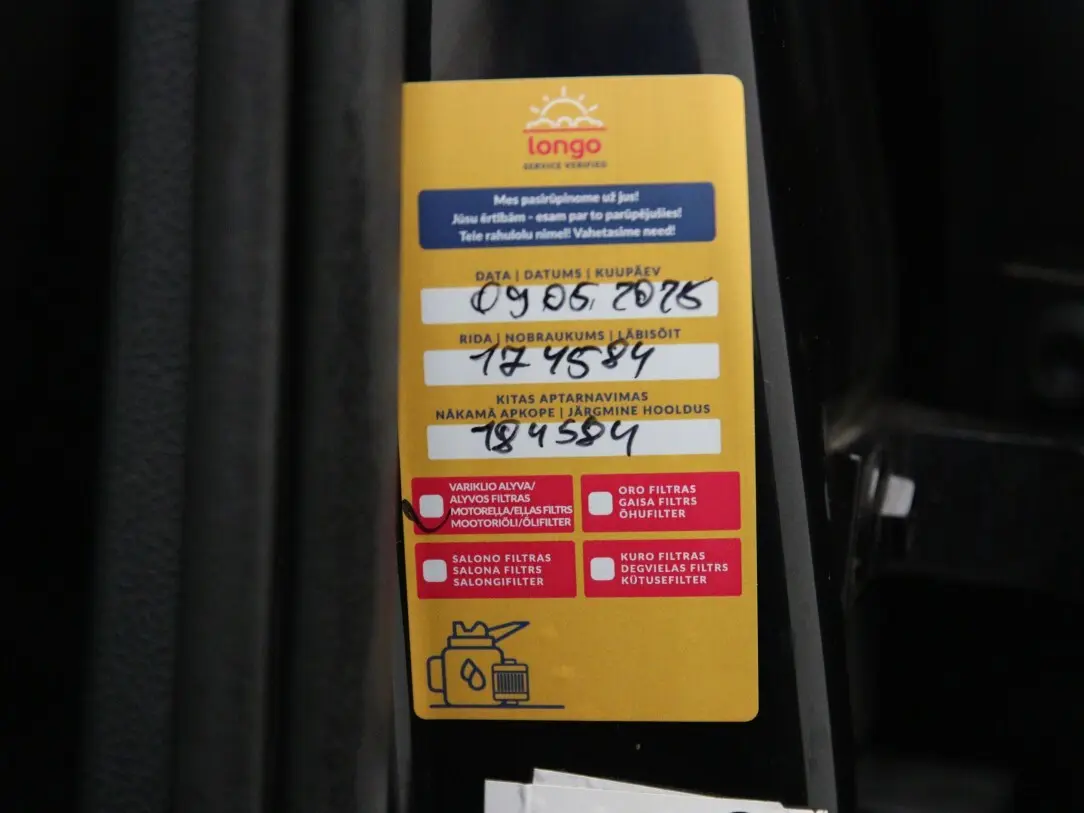 longo
SERVICE VERIFIED
Mes pasirūpinome už jus!
Jūsu ērtībām - esam par to parūpējušies!
Teie rahulolu nimel! Vahetasime need!
DATA | DATUMS | KUUPÄEV
09 05. 2025
RIDA | NOBRAUKUMS | LÄBISÕIT
174584
KITAS APTARNAVIMAS
NĀKAMĀ APKOPE | JÄRGMINE HOOLDUS
184584
VARIKLIO ALYVA/
ALYVOS FILTRAS
MOTOREĻĻA/EĻĻAS FILTRS
MOOTORIÕLI/ÕLIFILTER
ORO FILTRAS
GAISA FILTRS
ÕHUFILTER
SALONO FILTRAS
SALONA FILTRS
SALONGIFILTER
KURO FILTRAS
DEGVIELAS FILTRS
KÜTUSEFILTER